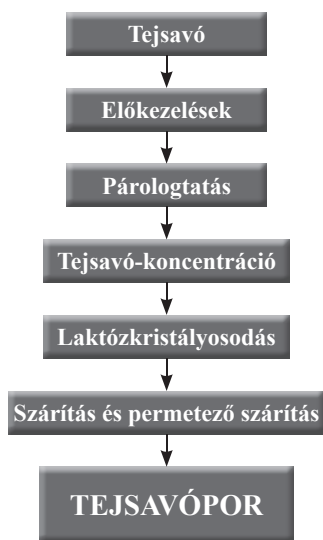 Tejsavó
Előkezelések
Párologtatás
Tejsavó-koncentráció
Laktózkristályosodás
Szárítás és permetező szárítás
TEJSAVÓPOR